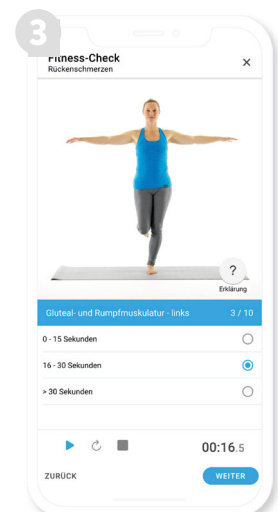 3
Fitness-Check
Rückenschmerzen
?
Erklärung
Gluteal- und Rumpfmuskulatur - links 3 / 10
0 - 15 Sekunden
16 - 30 Sekunden
> 30 Sekunden
00:16.5
ZURÜCK WEITER